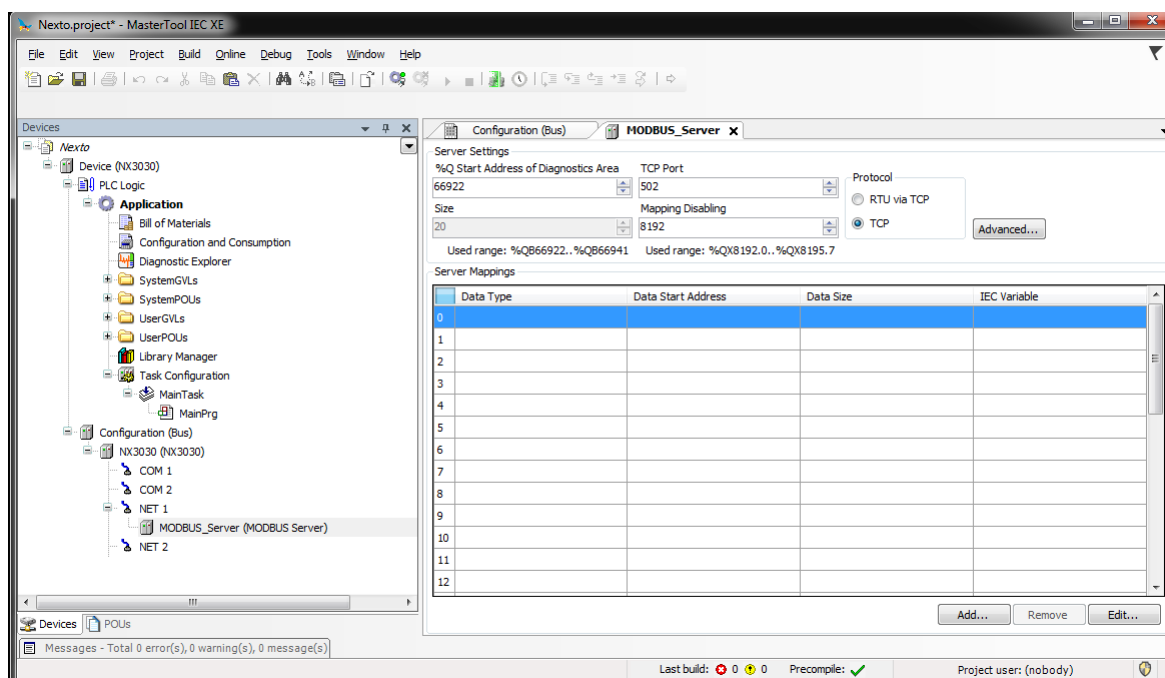 Nexto.project* - MasterTool IEC XE
File Edit View Project Build Online Debug Tools Window Help
Devices
Nexto
Device (NX3030)
PLC Logic
Application
Bill of Materials
Configuration and Consumption
Diagnostic Explorer
SystemGVLs
SystemPOUs
UserGVLs
UserPOUs
Library Manager
Task Configuration
MainTask
MainPrg
Configuration (Bus)
NX3030 (NX3030)
COM 1
COM 2
NET 1
MODBUS_Server (MODBUS Server)
NET 2
Devices POUs
Configuration (Bus) MODBUS_Server
Server Settings
%Q Start Address of Diagnostics Area TCP Port
66922 502
Size Mapping Disabling
20 8192
Used range: %QB66922..%QB66941 Used range: %QX8192.0..%QX8195.7
Protocol
RTU via TCP
TCP
Advanced...
Server Mappings
Data Type Data Start Address Data Size IEC Variable
0
1
2
3
4
5
6
7
8
9
10
11
12
Add... Remove Edit...
Messages - Total 0 error(s), 0 warning(s), 0 message(s)
Last build: 0 0 Precompile: Project user: (nobody)